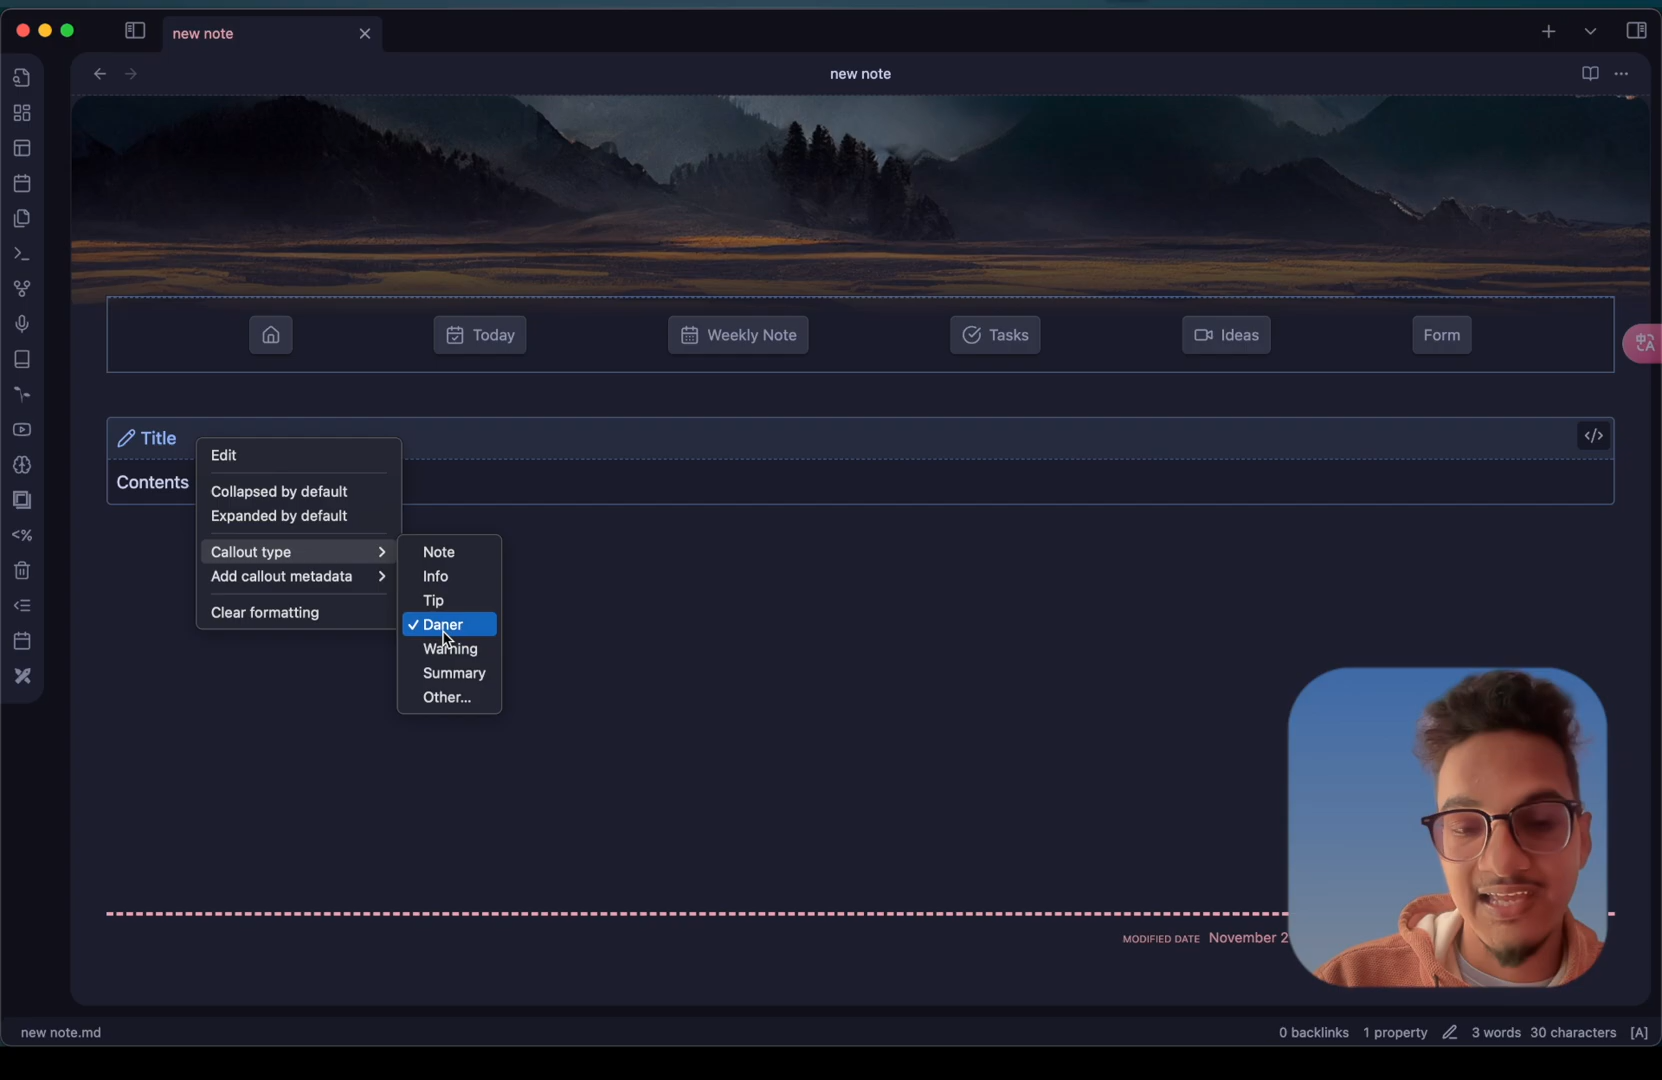 new note
new note
Today
Weekly Note
Tasks
Ideas
Form
Title
</>
Contents
Edit
Collapsed by default
Expanded by default
Callout type
Add callout metadata
Clear formatting
Note
Info
Tip
Daner
Warning
Summary
Other...
<%
MODIFIED DATE November 2
new note.md
0 backlinks 1 property 3 words 30 characters [A]